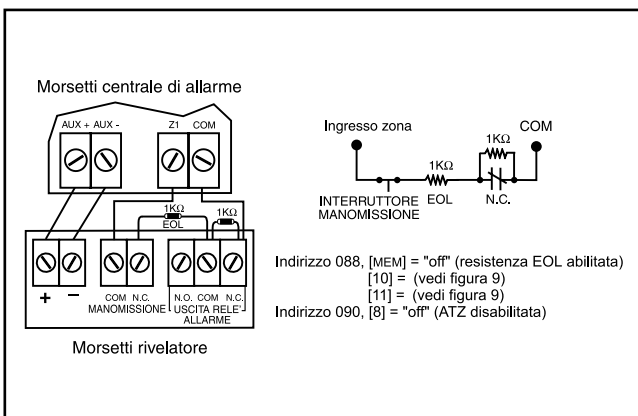 Morsetti centrale di allarme
AUX + AUX - Z1 COM
1KΩ
EOL
1KΩ
COM N.C. N.O. COM N.C.
+ − MANOMISSIONE USCITA RELE'
ALLARME
Morsetti rivelatore
Ingresso zona COM
1KΩ
1KΩ
INTERRUTTORE EOL N.C.
MANOMISSIONE
Indirizzo 088, [MEM] = "off" (resistenza EOL abilitata)
[10] = (vedi figura 9)
[11] = (vedi figura 9)
Indirizzo 090, [8] = "off" (ATZ disabilitata)